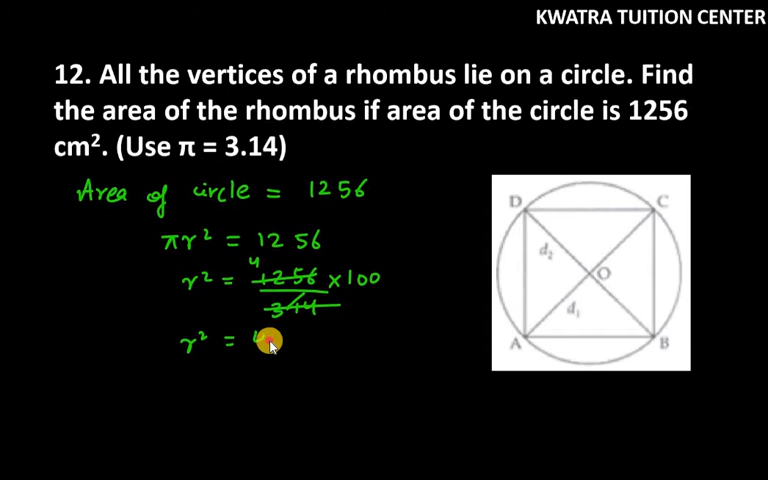 KWATRA TUITION CENTER
12. All the vertices of a rhombus lie on a circle. Find
the area of the rhombus if area of the circle is 1256
cm². (Use π = 3.14)
Area of circle = 1256
πr² = 1256
4
r² = 1256 × 100
314
r² =
D
C
d₂
O
d₁
A
B